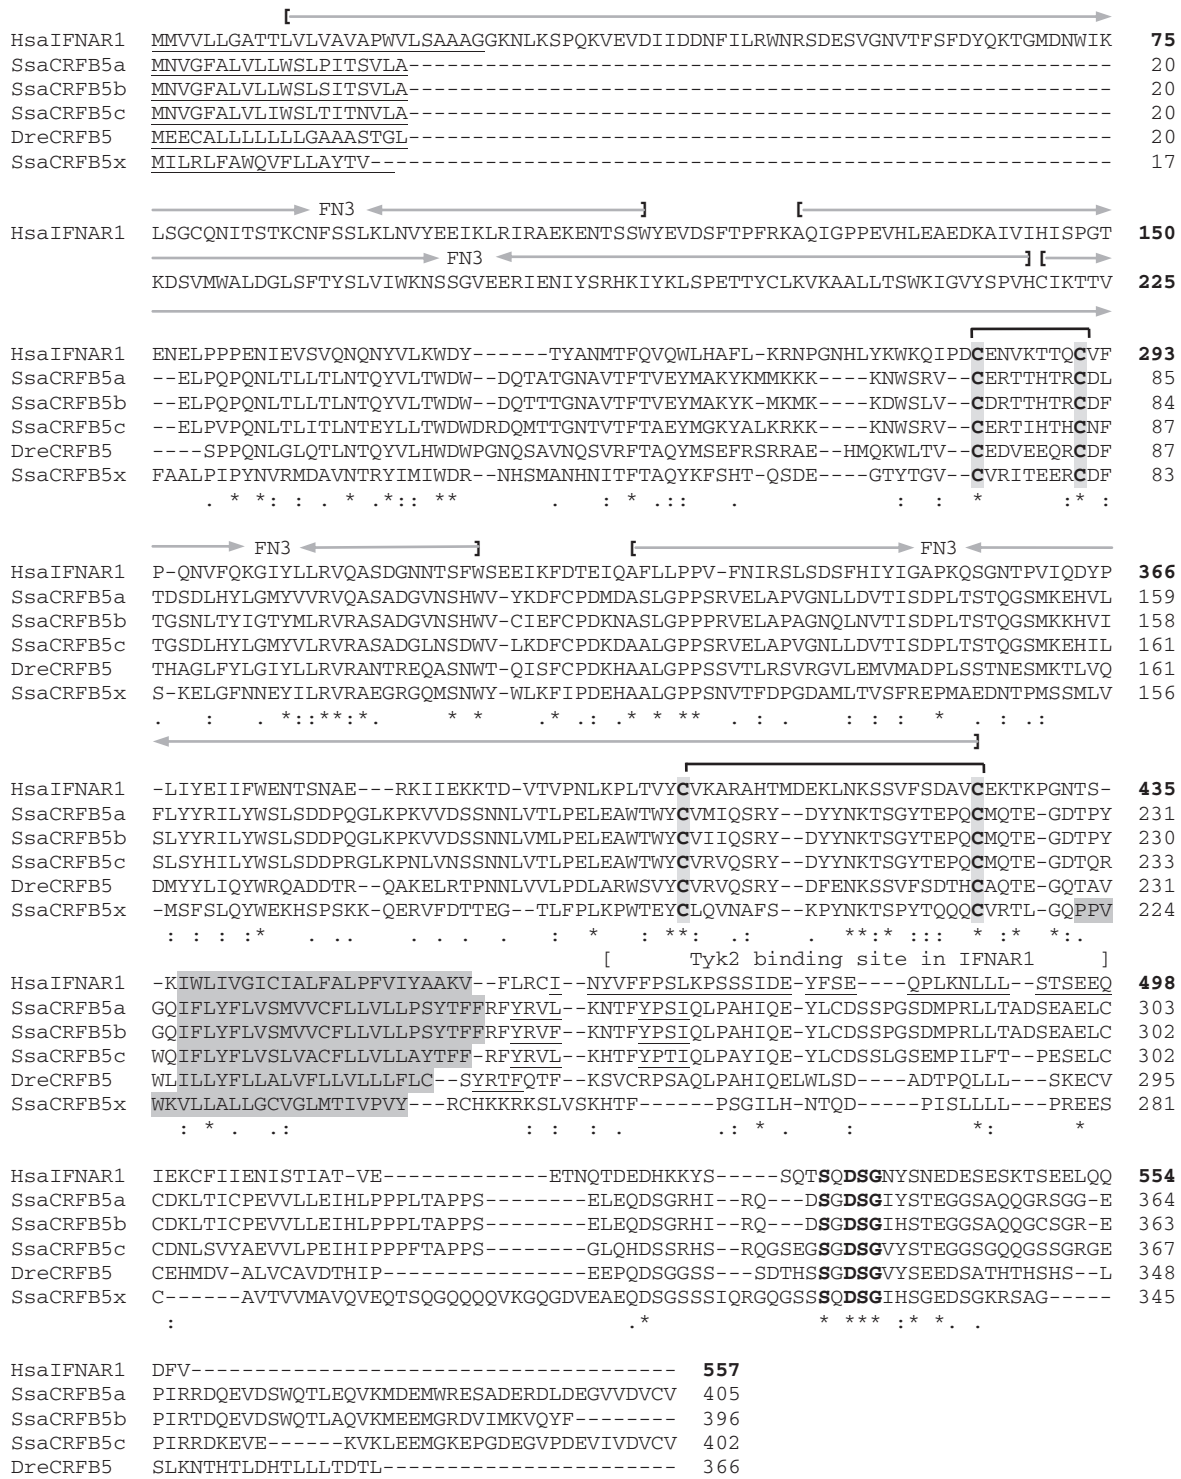 HsaIFNAR1 MMVVLLGATTLVLVAVAPWVLSAAAGGKNLKSPQKVEVDIIDDNFILRWNRSDESVGNVTFSFDYQKTGMDNWIK 75
SsaCRFB5a MNVGFALVLLWSLPITSVLA------------------------------------------------------- 20
SsaCRFB5b MNVGFALVLLWSLSITSVLA------------------------------------------------------- 20
SsaCRFB5c MNVGFALVLIWSLTITNVLA------------------------------------------------------- 20
DreCRFB5 MEECALLLLLLLGAAASTGL------------------------------------------------------- 20
SsaCRFB5x MILRLFAWQVFLLAYTV---------------------------------------------------------- 17
FN3
HsaIFNAR1 LSGCQNITSTKCNFSSLKLNVYEEIKLRIRAEKENTSSWYEVDSFTPFRKAQIGPPEVHLEAEDKAIVIHISPGT 150
FN3
KDSVMWALDGLSFTYSLVIWKNSSGVEERIENIYSRHKIYKLSPETTYCLKVKAALLTSWKIGVYSPVHCIKTTV 225
HsaIFNAR1 ENELPPPENIEVSVQNQNYVLKWDY------TYANMTFQVQWLHAFL-KRNPGNHLYKWKQIPDCENVKTTQCVF 293
SsaCRFB5a --ELPQPQNLTLLTLNTQYVLTWDW--DQTATGNAVTFTVEYMAKYKMMKKK----KNWSRV--CERTTHTRCDL 85
SsaCRFB5b --ELPQPQNLTLLTLNTQYVLTWDW--DQTTTGNAVTFTVEYMAKYK-MKMK----KDWSLV--CDRTTHTRCDF 84
SsaCRFB5c --ELPVPQNLTLITLNTEYLLTWDWDRDQMTTGNTVTFTAEYMGKYALKRKK----KNWSRV--CERTIHTHCNF 87
DreCRFB5 ----SPPQNLGLQTLNTQYVLHWDWPGNQSAVNQSVRFTAQYMSEFRSRRAE--HMQKWLTV--CEDVEEQRCDF 87
SsaCRFB5x FAALPIPYNVRMDAVNTRYIMIWDR--NHSMANHNITFTAQYKFSHT-QSDE---GTYTGV--CVRITEERCDF 83
. * *: : . * .*:: ** . : * .:: . : : * :* :
FN3 FN3
HsaIFNAR1 P-QNVFQKGIYLLRVQASDGNNTSFWSEEIKFDTEIQAFLLPPV-FNIRSLSDSFHIYIGAPKQSGNTPVIQDYP 366
SsaCRFB5a TDSDLHYLGMYVVRVQASADGVNSHWV-YKDFCPDMDASLGPPSRVELAPVGNLLDVTISDPLTSTQGSMKEHVL 159
SsaCRFB5b TGSNLTYIGTYMLRVRASADGVNSHWV-CIEFCPDKNASLGPPPRVELAPAGNQLNVTISDPLTSTQGSMKKHVI 158
SsaCRFB5c TGSDLHYLGMYVLRVRASADGLNSDWV-LKDFCPDKDAALGPPSRVELAPVGNLLDVTISDPLTSTQGSMKEHIL 161
DreCRFB5 THAGLFYLGIYLLRVRANTREQASNWT-QISFCPDKHAALGPPSSVTLRSVRGVLEMVMADPLSSTNESMKTLVQ 161
SsaCRFB5x S-KELGFNNEYILRVRAEGRGQMSNWY-WLKFIPDEHAALGPPSNVTFDPGDAMLTVSFREPMAEDNTPMSSMLV 156
. : . *::**:*. * * .* .: .* * ** . : . : : : * . : .:
HsaIFNAR1 -LIYEIIFWENTSNAE---RKIIEKKTD-VTVPNLKPLTVYCVKARAHTMDEKLNKSSVFSDAVCEKTKPGNTS- 435
SsaCRFB5a FLYYRILYWSLSDDPQGLKPKVVDSSNNLVTLPELEAWTWYCVMIQSRY--DYYNKTSGYTEPQCMQTE-GDTPY 231
SsaCRFB5b SLYYRILYWSLSDDPQGLKPKVVDSSNNLVMLPELEAWTWYCVIIQSRY--DYYNKTSGYTEPQCMQTE-GDTPY 230
SsaCRFB5c SLSYHILYWSLSDDPRGLKPNLVNSSNNLVTLPELEAWTWYCVRVQSRY--DYYNKTSGYTEPQCMQTE-GDTQR 233
DreCRFB5 DMYYLIQYWRQADDTR--QAKELRTPNNLVVLPDLARWSVYCVRVQSRY--DFENKSSVFSDTHCAQTE-GQTAV 231
SsaCRFB5x -MSFSLQYWEKHSPSKK--QERVFDTTEG--TLFPLKPWTEYCLQVNAFS--KPYNKTSPYTQQQCVRTL-GQPPV 224
: : : :* . .. . . . : * :** : .: . **:* ::: * :* *:.
[ Tyk2 binding site in IFNAR1 ]
HsaIFNAR1 -KIWLIVGICIALFALPFVIYAAKV--FLRCI--NYVFFPSLKPSSSIDE-YFSE----QPLKNLLL--STSEEQ 498
SsaCRFB5a GQIFLYFLVSMVVCFLLVLLPSYTFFRFYRVL--KNTFYPSIQLPAHIQE-YLCDSSPGSDMPRLLTADSEAELC 303
SsaCRFB5b GQIFLYFLVSMVVCFLLVLLPSYTFFRFYRVF--KNTFYPSIQLPAHIQE-YLCDSSPGSDMPRLLTADSEAELC 302
SsaCRFB5c WQIFLYFLVSLVACFLLVLLAYTFF-RFYRVL--KHTFYPTIQLPAYIQE-YLCDSSLGSEMPILFT--PESELC 302
DreCRFB5 WLILLYFLLALVFLLVLLLFLC--SYRTFQTF--KSVCRPSAQLPAHIQELWLSD----ADTPQLLL---SKECV 295
SsaCRFB5x WKVLLALLGCVGLMTIVPVY---RCHKKRKSLVSKHTF------PSGILH-NTQD----PISLLLL---PREES 281
: * . .: : : : . .: * . : *: *
HsaIFNAR1 IEKCFIIENISTIAT-VE------------ETNQTDEDHKKYS-----SQTSQDSGNYSNEDESESKTSEELQQ 554
SsaCRFB5a CDKLTICPEVVLLEIHLPPPLTAPPS--------ELEQDSGRHI--RQ---DSGDSGIYSTEGGSAQQGRSGG-E 364
SsaCRFB5b CDKLTICPEVVLLEIHLPPPLTAPPS--------ELEQDSGRHI--RQ---DSGDSGIHSTEGGSAQQGCSGR-E 363
SsaCRFB5c CDNLSVYAEVVLPEIHIPPPFTAPPS--------GLQHDSSRHS--RQGSEGSGDSGVYSTEGGSGQQGSSGRGE 367
DreCRFB5 CEHMDV-ALVCAVDTHIP----------------EEPQDSGGSS---SDTHSSGDSGVYSEEDSATHTHSHS--L 348
SsaCRFB5x C------AVTVVMAVQVEQTSQGQQQQVKGQGDVEAEQDSGSSSIQRGQGSSSQDSGIHSGEDSGKRSAG----- 345
: .* * *** :* *. .
HsaIFNAR1 DFV-------------------------------------- 557
SsaCRFB5a PIRRDQEVDSWQTLEQVKMDEMWRESADERDLDEGVVDVCV 405
SsaCRFB5b PIRTDQEVDSWQTLAQVKMEEMGRDVIMKVQYF-------- 396
SsaCRFB5c PIRRDKEVE------KVKLEEMGKEPGDEGVPDEVIVDVCV 402
DreCRFB5 SLKNTHTLDHTLLLTDTL----------------------- 366